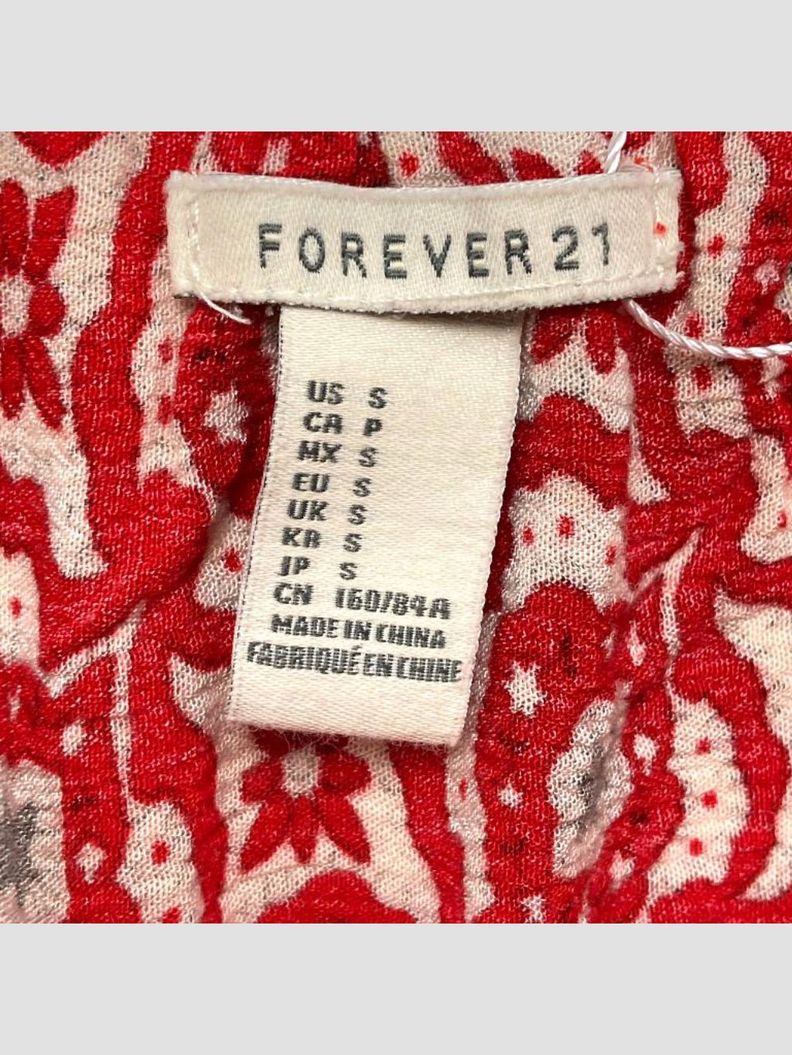 FOREVER 21
US S
CA P
MX S
EU S
UK S
KR S
JP S
CN 160/84A
MADE IN CHINA
FABRIQUÉ EN CHINE